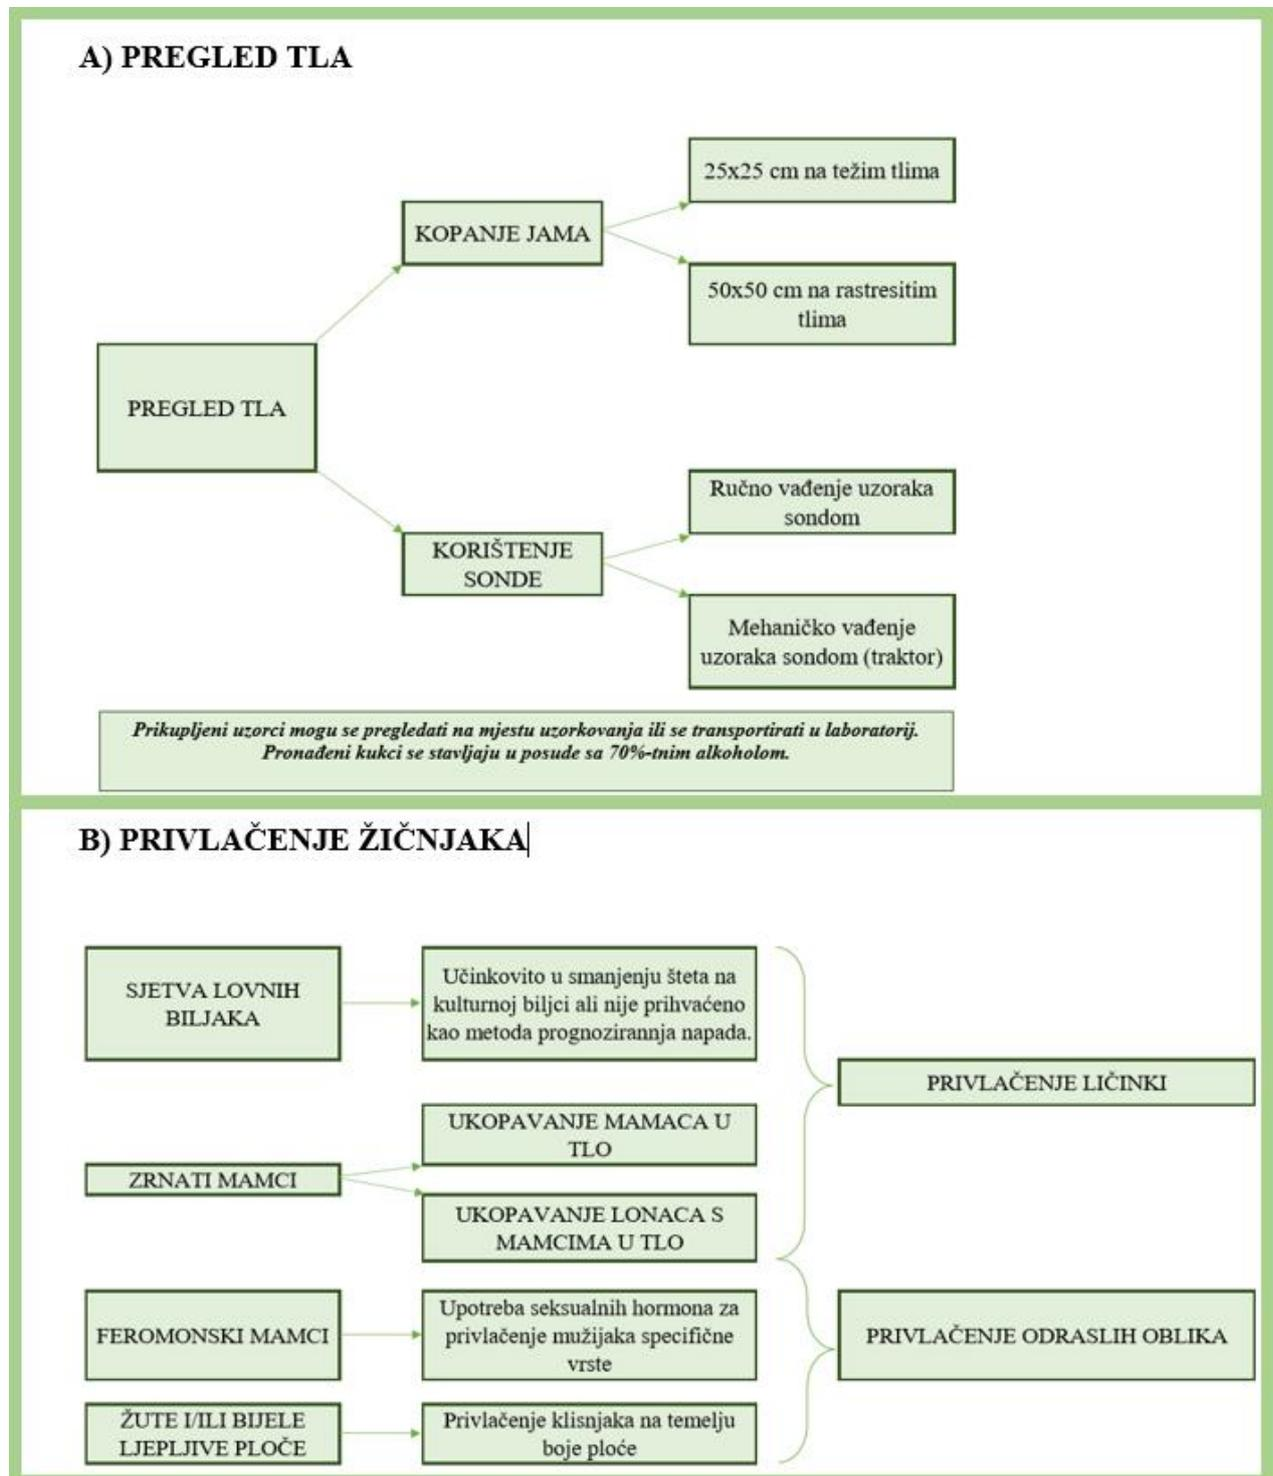 A) PREGLED TLA
25x25 cm na težim tlima
KOPANJE JAMA
50x50 cm na rastresitim
tlima
PREGLED TLA
Ručno vađenje uzoraka
sondom
KORIŠTENJE
SONDE
Mehaničko vađenje
uzoraka sondom (traktor)
Prikupljeni uzorci mogu se pregledati na mjestu uzorkovanja ili se transportirati u laboratorij.
Pronađeni kukci se stavljaju u posude sa 70%-tnim alkoholom.
B) PRIVLAČENJE ŽIČNJAKA
SJETVA LOVNIH
BILJAKA
Učinkovito u smanjenju šteta na
kulturnoj biljci ali nije prihvaćeno
kao metoda prognozirannja napada.
PRIVLAČENJE LIČINKI
ZRNATI MAMCI
UKOPAVANJE MAMACA U
TLO
UKOPAVANJE LONACA S
MAMCIMA U TLO
FEROMONSKI MAMCI
Upotreba seksualnih hormona za
privlačenje mužijaka specifične
vrste
PRIVLAČENJE ODRASLIH OBLIKA
ŽUTE I/ILI BIJELE
LJEPLJIVE PLOČE
Privlačenje klisnjaka na temelju
boje ploće